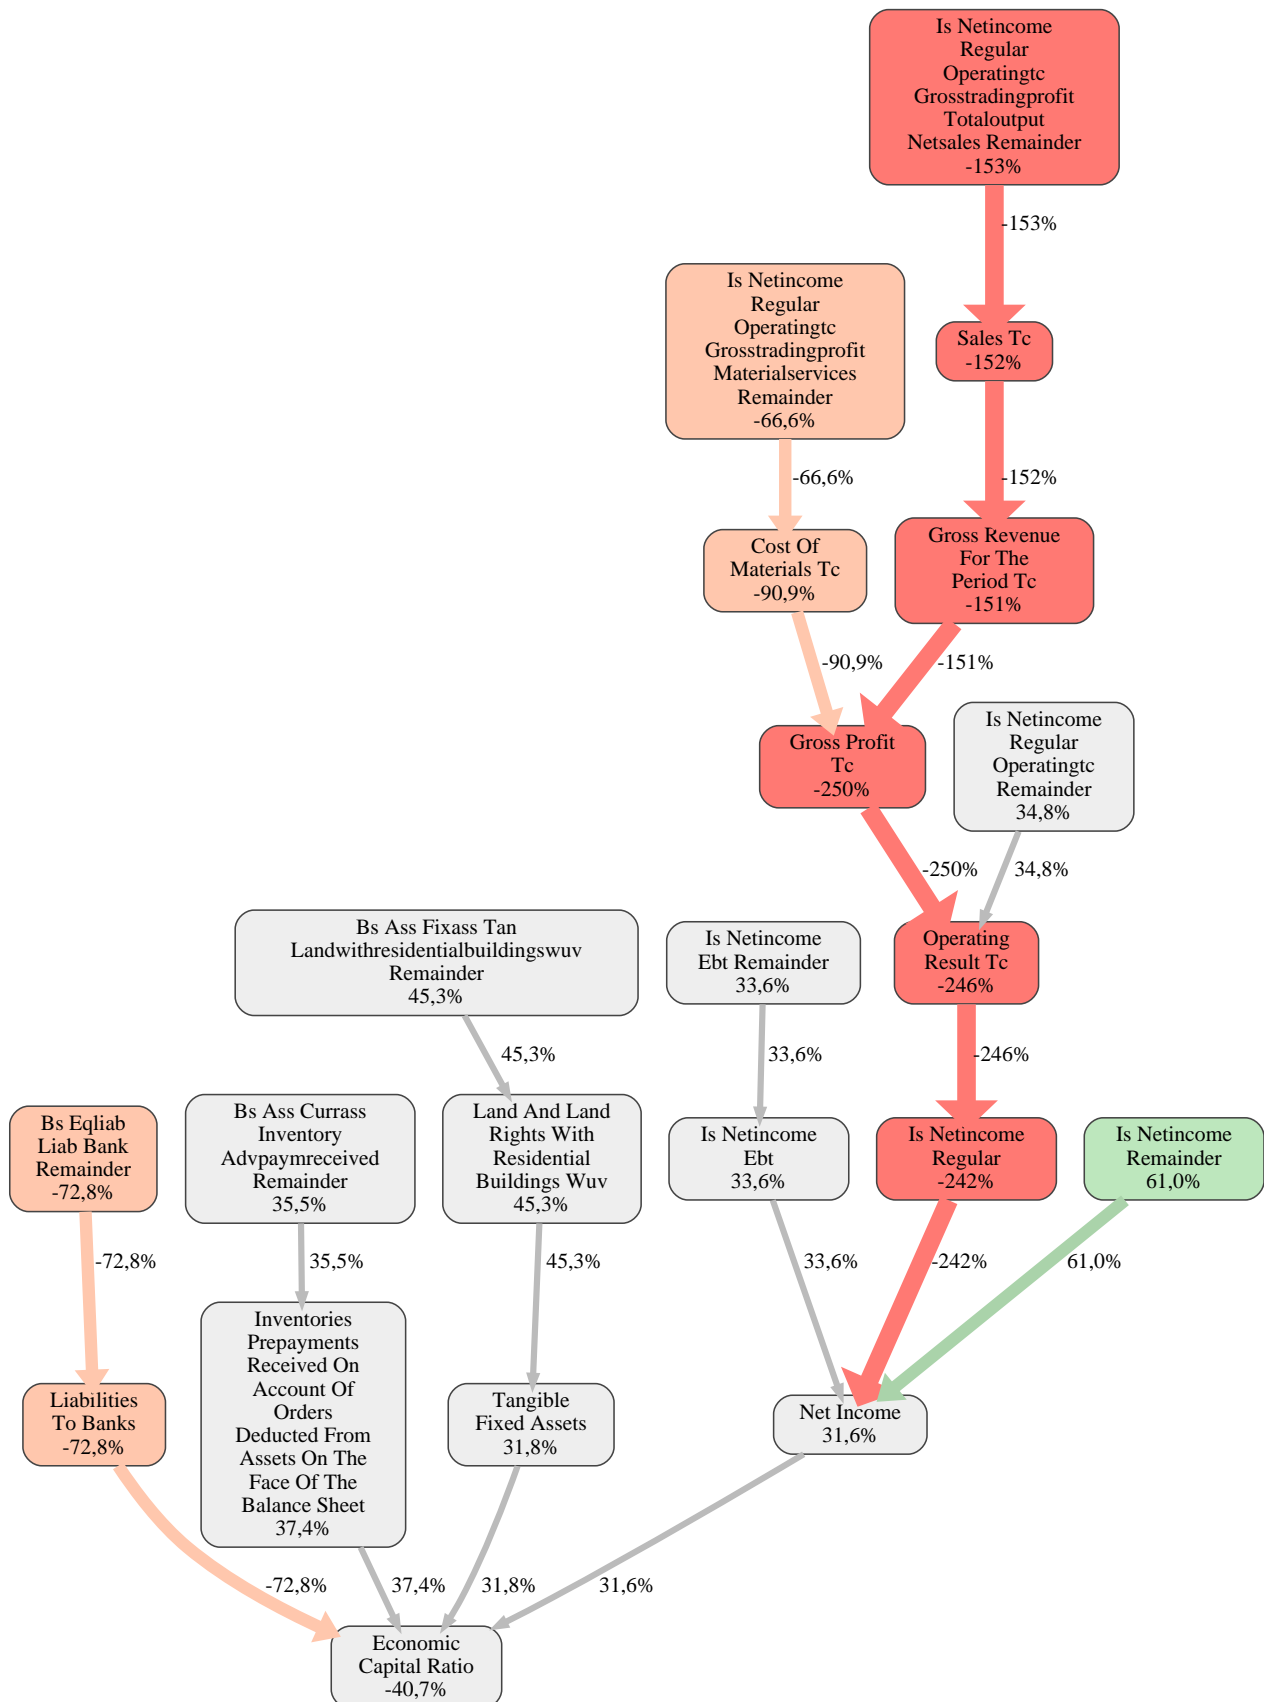 Is Netincome
Regular
Operatingtc
Grosstradingprofit
Totaloutput
Netsales Remainder
-153%
-153%
Is Netincome
Regular
Operatingtc
Grosstradingprofit
Materialservices
Remainder
-66,6%
Sales Tc
-152%
-66,6%
-152%
Cost Of
Materials Tc
-90,9%
Gross Revenue
For The
Period Tc
-151%
-90,9%
-151%
Gross Profit
Tc
-250%
Is Netincome
Regular
Operatingtc
Remainder
34,8%
-250%
34,8%
Bs Ass Fixass Tan
Landwithresidentialbuildingswuv
Remainder
45,3%
Is Netincome
Ebt Remainder
33,6%
Operating
Result Tc
-246%
45,3%
33,6%
-246%
Bs Eqliab
Liab Bank
Remainder
-72,8%
Bs Ass Currass
Inventory
Advpaymreceived
Remainder
35,5%
Land And Land
Rights With
Residential
Buildings Wuv
45,3%
Is Netincome
Ebt
33,6%
Is Netincome
Regular
-242%
Is Netincome
Remainder
61,0%
-72,8%
35,5%
45,3%
33,6%
-242%
61,0%
Liabilities
To Banks
-72,8%
Inventories
Prepayments
Received On
Account Of
Orders
Deducted From
Assets On The
Face Of The
Balance Sheet
37,4%
Tangible
Fixed Assets
31,8%
Net Income
31,6%
-72,8%
37,4%
31,8%
31,6%
Economic
Capital Ratio
-40,7%